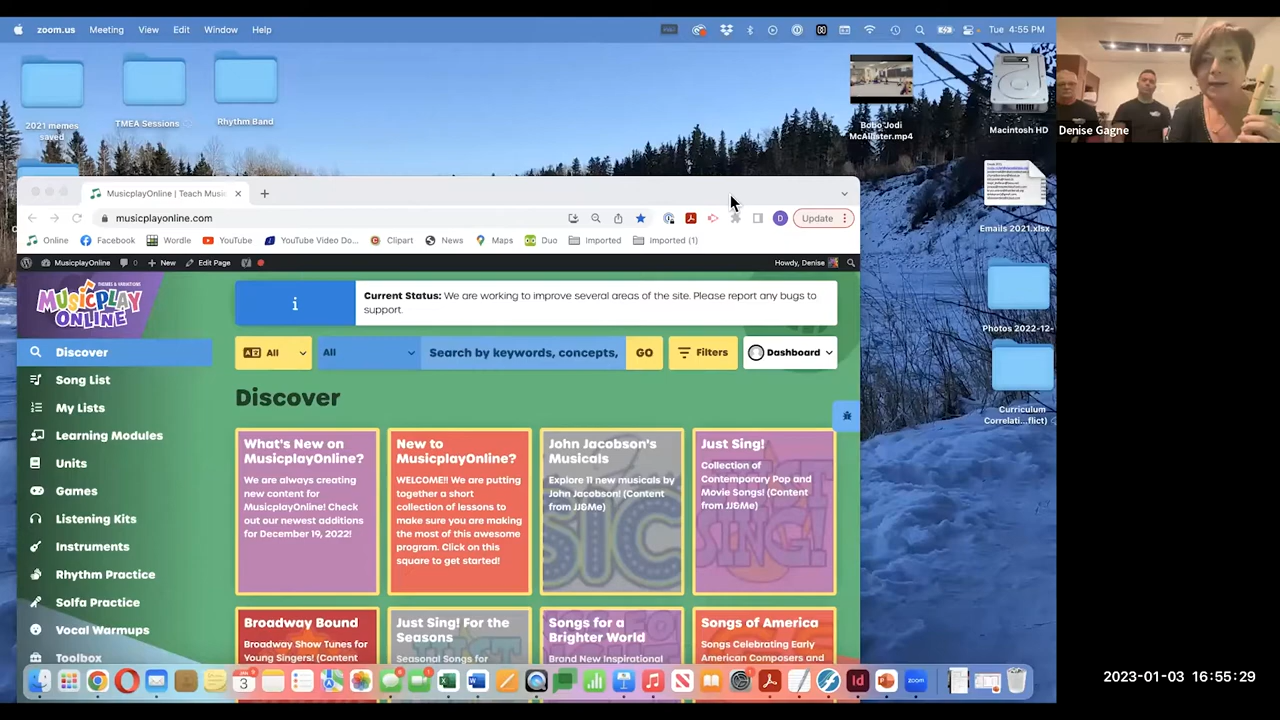 zoom.us Meeting View Edit Window Help
Tue 4:55 PM
2021 memes
saved
TMEA Sessions
Rhythm Band
Bobo Jodi
McAllister.mp4
Macintosh HD
Denise Gagne
Emails 2021.xlsx
Photos 2022-12-
Curriculum
Correlati...flict)
MusicplayOnline | Teach Musi
musicplayonline.com
Update
Online Facebook Wordle YouTube YouTube Video Do... Clipart News Maps Duo Imported Imported (1)
MusicplayOnline 0 New Edit Page
Howdy, Denise
THEMES & VARIATIONS
MUSICPLAY
ONLINE
i
Current Status: We are working to improve several areas of the site. Please report any bugs to
support.
All
All
Search by keywords, concepts,
GO
Filters
Dashboard
Discover
Song List
My Lists
Learning Modules
Units
Games
Listening Kits
Instruments
Rhythm Practice
Solfa Practice
Vocal Warmups
Toolbox
Discover
What's New on
MusicplayOnline?
We are always creating
new content for
MusicplayOnline! Check
out our newest additions
for December 19, 2022!
New to
MusicplayOnline?
WELCOME!! We are putting
together a short
collection of lessons to
make sure you are making
the most of this awesome
program. Click on this
square to get started!
John Jacobson's
Musicals
Explore 11 new musicals by
John Jacobson! (Content
from JJ&Me)
Just Sing!
Collection of
Contemporary Pop and
Movie Songs! (Content
from JJ&Me)
Broadway Bound
Broadway Show Tunes for
Young Singers! (Content
Just Sing! For the
Seasons
Seasonal Songs for
Songs for a
Brighter World
Brand New Inspirational
Songs of America
Songs Celebrating Early
American Composers and
3
2023-01-03 16:55:29